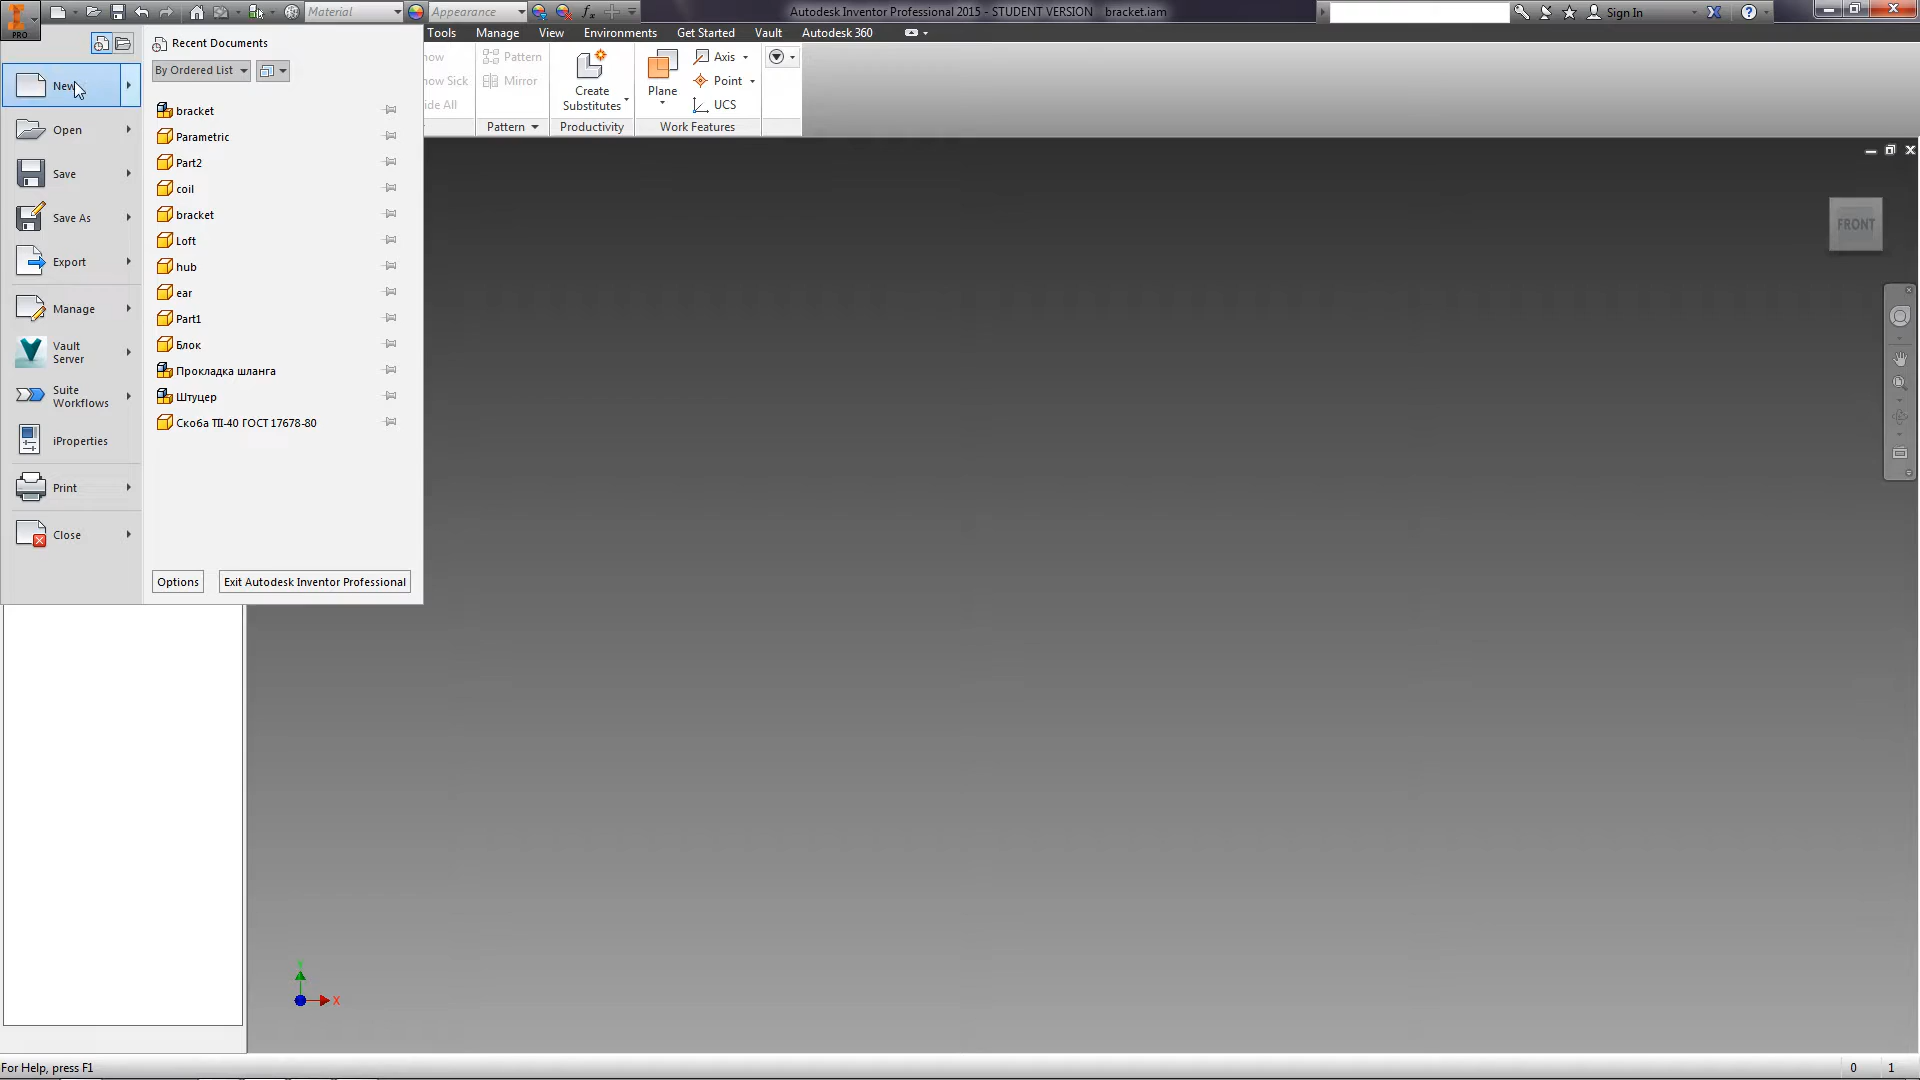 PRO
Material
Appearance
Autodesk Inventor Professional 2015 - STUDENT VERSION bracket.iam
Sign In
Tools Manage View Environments Get Started Vault Autodesk 360
Recent Documents
By Ordered List
New
Open
Save
Save As
Export
Manage
Vault
Server
Suite
Workflows
iProperties
Print
Close
bracket
Parametric
Part2
coil
bracket
Loft
hub
ear
Part1
Блок
Прокладка шланга
Штуцер
Скоба ТII-40 ГОСТ 17678-80
Options
Exit Autodesk Inventor Professional
Pattern
Mirror
Pattern
Create
Substitutes
Productivity
Plane
Axis
Point
UCS
Work Features
FRONT
X
For Help, press F1
0 1